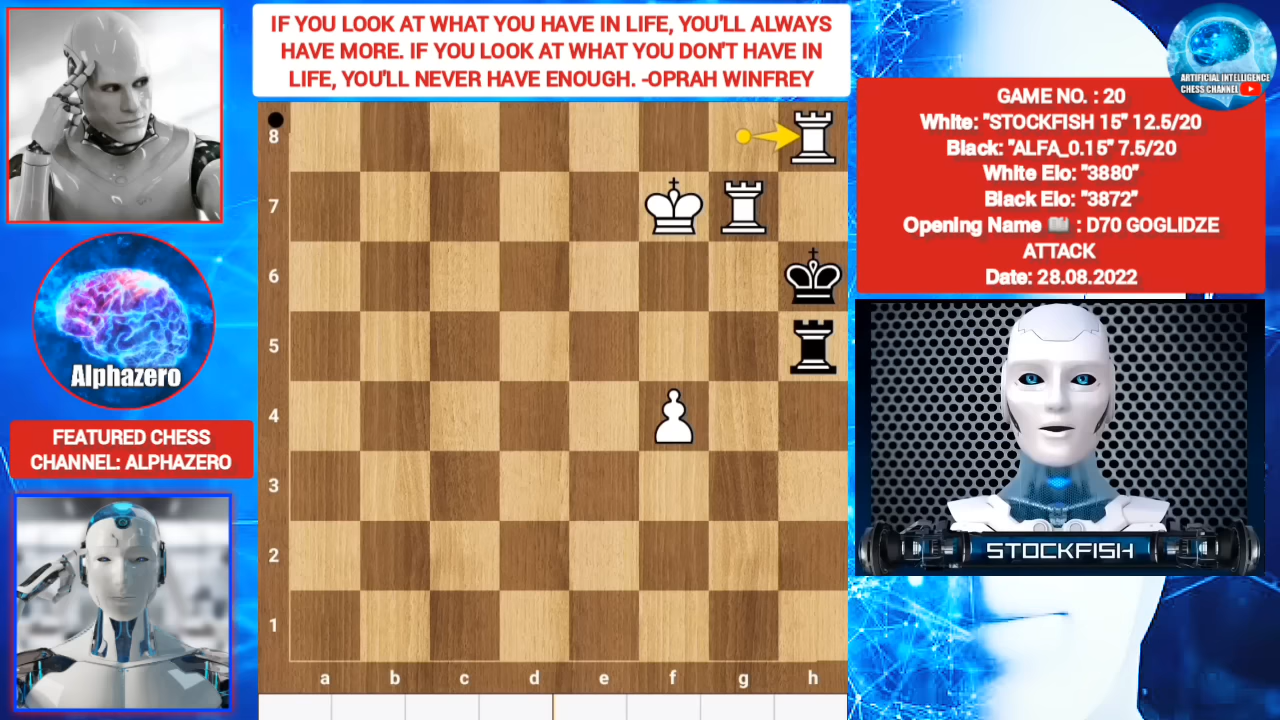 IF YOU LOOK AT WHAT YOU HAVE IN LIFE, YOU'LL ALWAYS
HAVE MORE. IF YOU LOOK AT WHAT YOU DON'T HAVE IN
LIFE, YOU'LL NEVER HAVE ENOUGH. -OPRAH WINFREY
ARTIFICIAL INTELLIGENCE
CHESS CHANNEL
GAME NO. : 20
White: "STOCKFISH 15" 12.5/20
Black: "ALFA_0.15" 7.5/20
White Elo: "3880"
Black Elo: "3872"
Opening Name : D70 GOGLIDZE
ATTACK
Date: 28.08.2022
Alphazero
FEATURED CHESS
CHANNEL: ALPHAZERO
8
7
6
5
4
3
2
1
a b c d e f g h
STOCKFISH